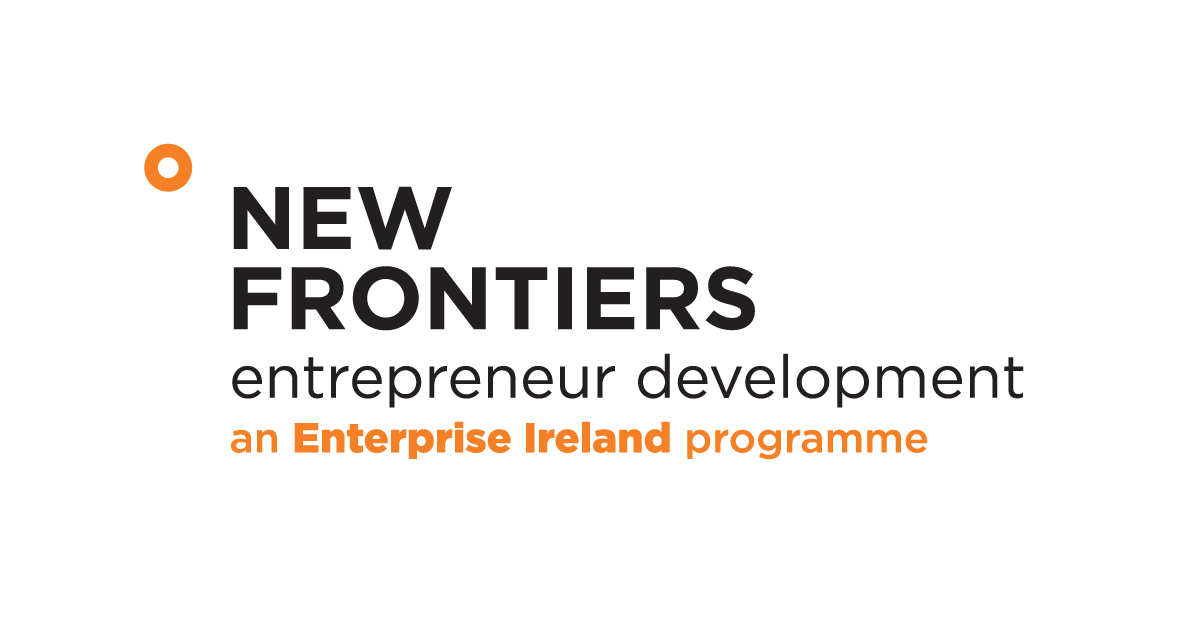 NEW
FRONTIERS
entrepreneur development
an Enterprise Ireland programme